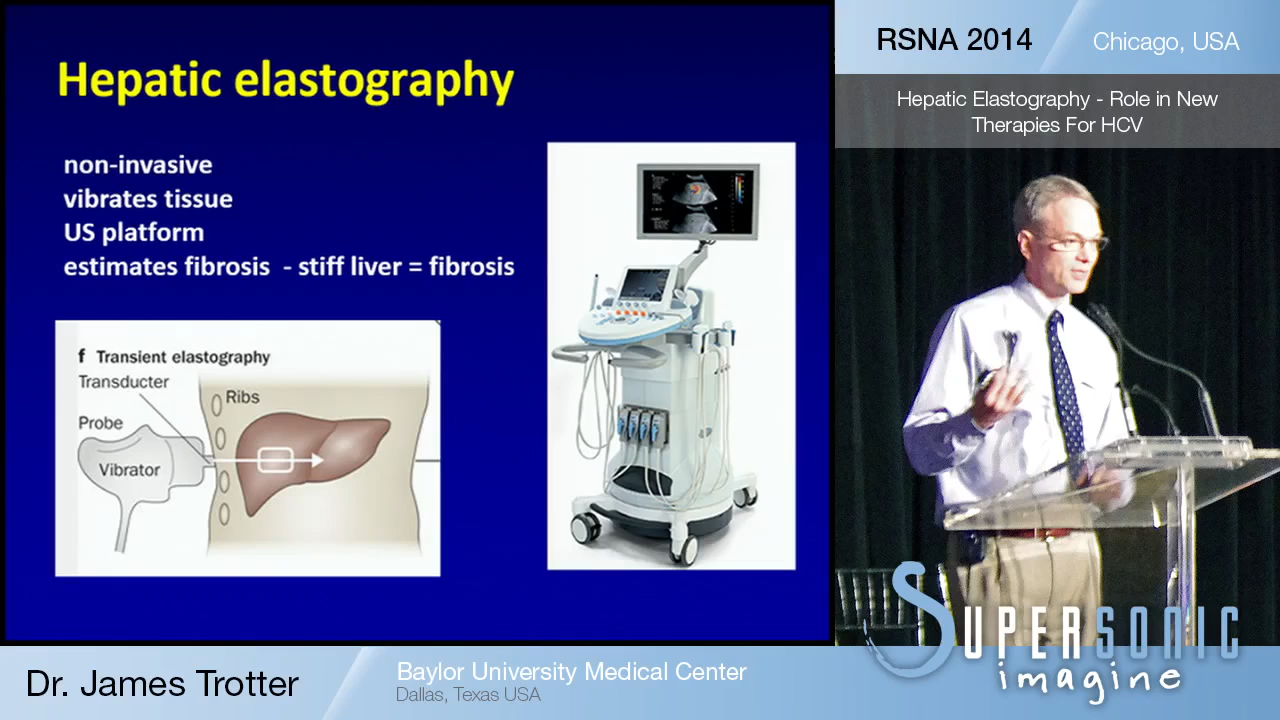 Hepatic elastography
non-invasive
vibrates tissue
US platform
estimates fibrosis - stiff liver = fibrosis
f Transient elastography
Transducter
Ribs
Probe
Vibrator
RSNA 2014
Chicago, USA
Hepatic Elastography - Role in New
Therapies For HCV
SUPERSONIC
imagine
Dr. James Trotter
Baylor University Medical Center
Dallas, Texas USA